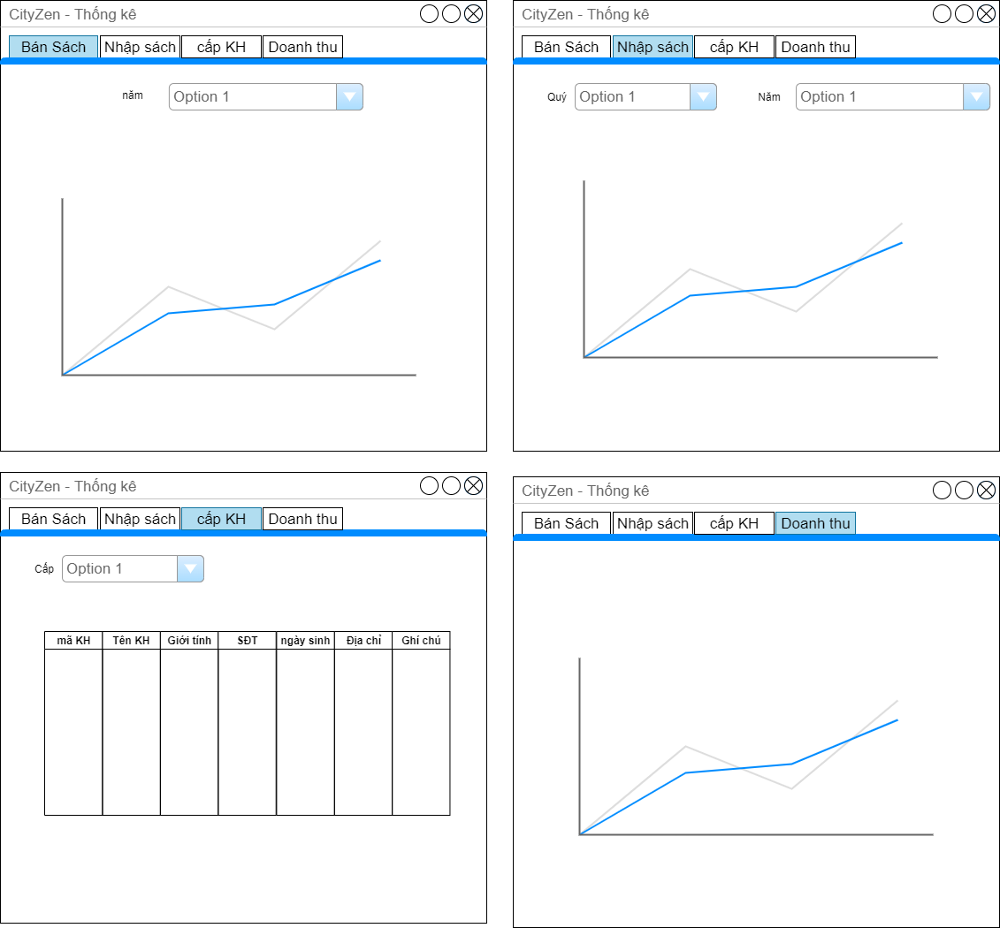 CityZen - Thống kê
Bán Sách Nhập sách cấp KH Doanh thu
năm Option 1
CityZen - Thống kê
Bán Sách Nhập sách cấp KH Doanh thu
Quý Option 1 Năm Option 1
CityZen - Thống kê
Bán Sách Nhập sách cấp KH Doanh thu
Cấp Option 1
mã KH Tên KH Giới tính SĐT ngày sinh Địa chỉ Ghí chú
CityZen - Thống kê
Bán Sách Nhập sách cấp KH Doanh thu